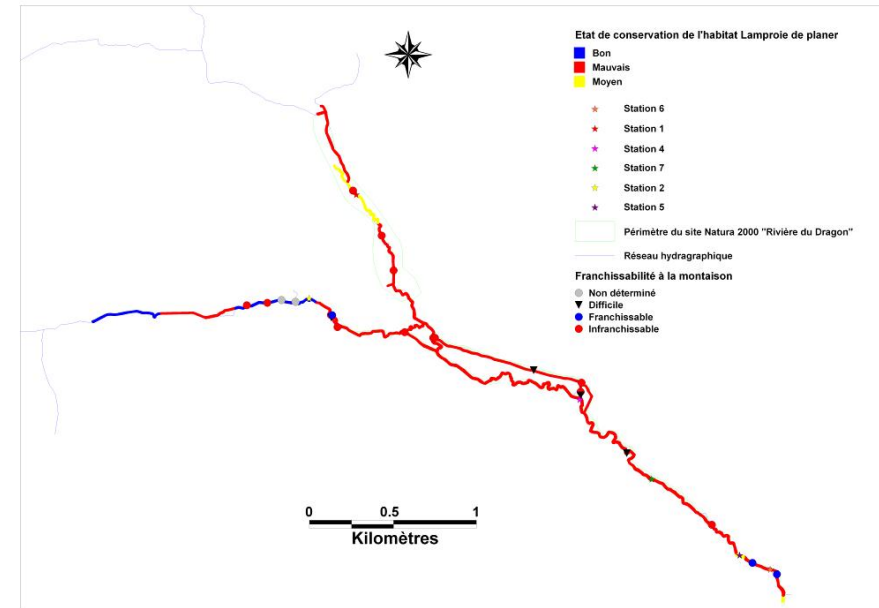 Etat de conservation de l'habitat Lamproie de planer
Bon
Mauvais
Moyen
Station 6
Station 1
Station 4
Station 7
Station 2
Station 5
Périmètre du site Natura 2000 "Rivière du Dragon"
Réseau hydragraphique
Franchissabilité à la montaison
Non déterminé
Difficile
Franchissable
Infranchissable
0 0.5 1
Kilomètres